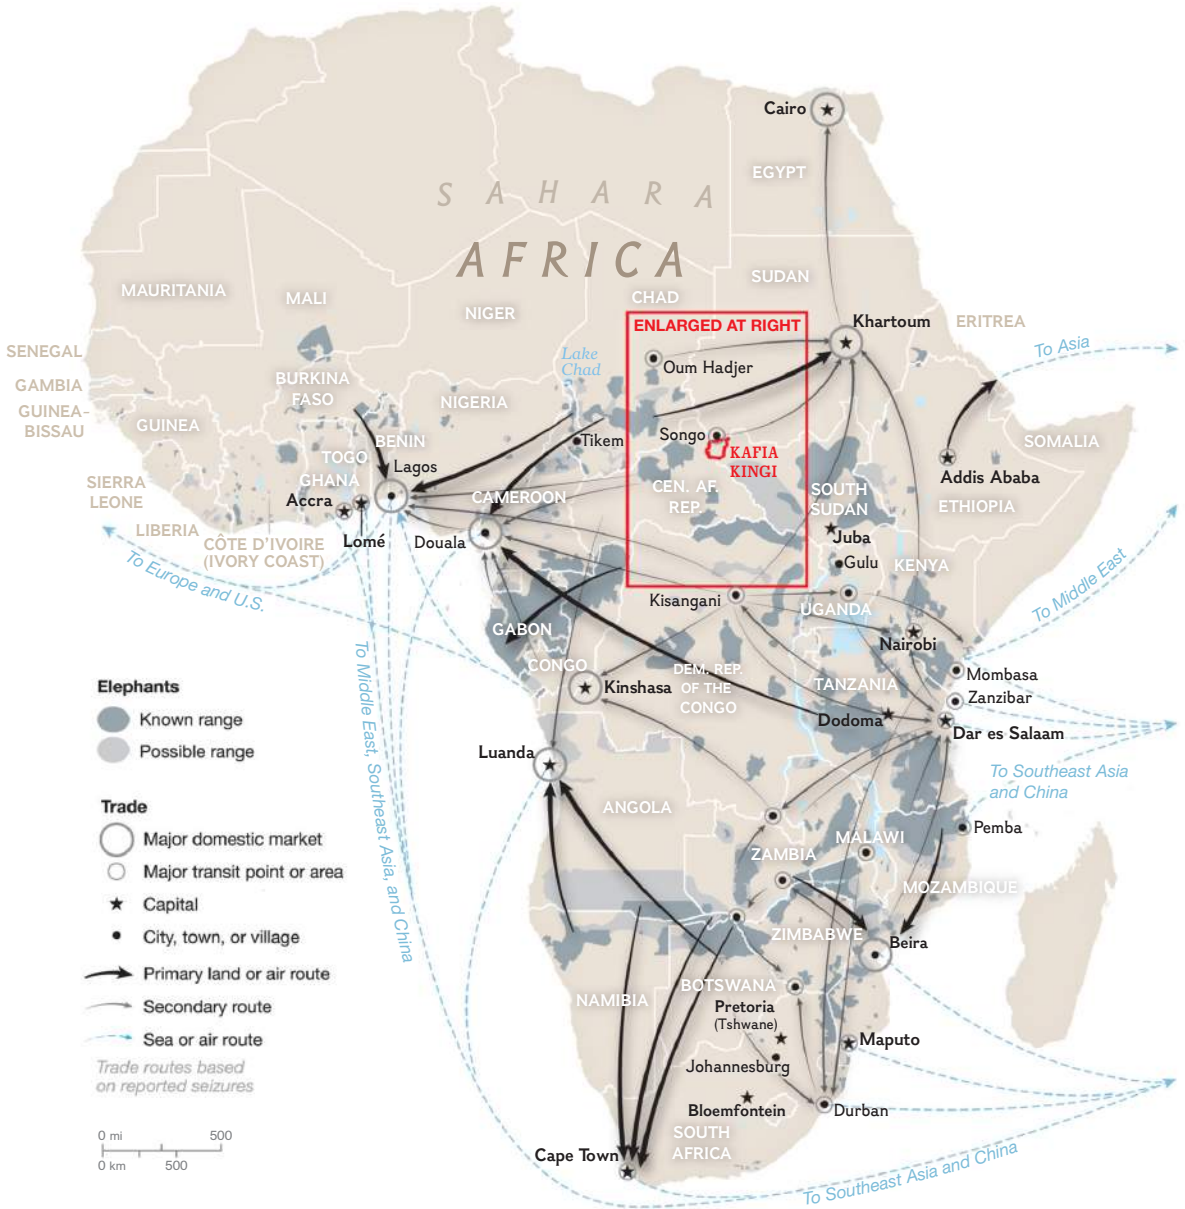 Cairo
EGYPT
SAHARA
AFRICA
SUDAN
MAURITANIA
MALI
NIGER
CHAD
ENLARGED AT RIGHT
Khartoum
ERITREA
To Asia
SENEGAL
GAMBIA
GUINEA-
BISSAU
GUINEA
SIERRA
LEONE
LIBERIA
CÔTE D'IVOIRE
(IVORY COAST)
BURKINA
FASO
BENIN
TOGO
GHANA
Accra
Lomé
Lagos
NIGERIA
Lake
Chad
Tikem
CAMEROON
Douala
Oum Hadjer
Songo
KAFIA
KINGI
CEN. AF.
REP.
SOUTH
SUDAN
Juba
Gulu
Addis Ababa
ETHIOPIA
SOMALIA
KENYA
UGANDA
Nairobi
To Middle East
Kisangani
GABON
CONGO
Kinshasa
DEM. REP.
OF THE
CONGO
TANZANIA
Dodoma
Mombasa
Zanzibar
Dar es Salaam
To Southeast Asia
and China
To Europe and U.S.
To Middle East, Southeast Asia, and China
Luanda
ANGOLA
ZAMBIA
MALAWI
Pemba
MOZAMBIQUE
ZIMBABWE
Beira
NAMIBIA
BOTSWANA
Pretoria
(Tshwane)
Johannesburg
Maputo
Bloemfontein
Durban
SOUTH
AFRICA
Cape Town
To Southeast Asia and China
Elephants
Known range
Possible range
Trade
Major domestic market
Major transit point or area
Capital
City, town, or village
Primary land or air route
Secondary route
Sea or air route
Trade routes based
on reported seizures
0 mi 500
0 km 500